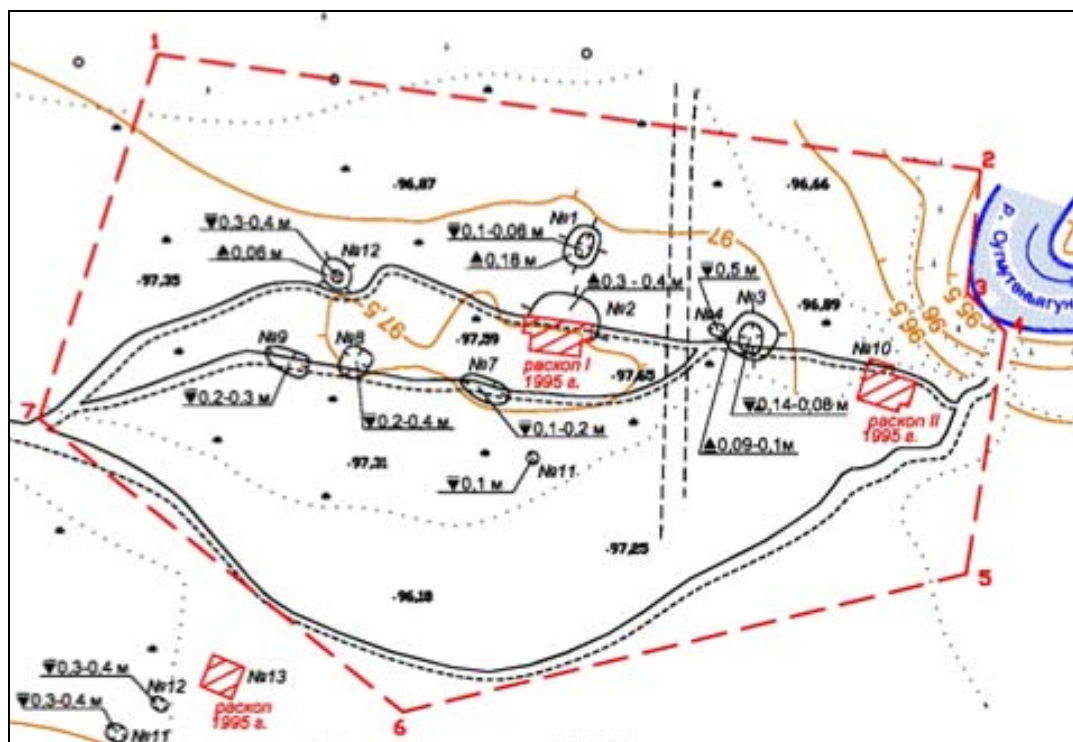 1
2
-96,87
-96,66
№1
▼0,3-0,4 м
№12
▼0,1-0,06 м
97
▲0,06 м
▲0,18 м
▲0,3 - 0,4 м
▼0,5 м
3
-97,35
№2
№4
№3
-96,89
96,5
96
95,5
4
97,5
-97,39
№9
№8
№7
раскоп I
1995 г.
-97,65
№10
▼0,2-0,3 м
▼0,2-0,4 м
▼0,1-0,2 м
▼0,14-0,08 м
раскоп II
1995 г.
7
▲0,09-0,1м
-97,31
▼0,1 м
№11
-97,25
5
-96,18
▼0,3-0,4 м
№12
№13
▼0,3-0,4 м
раскоп
1995 г.
6
№11